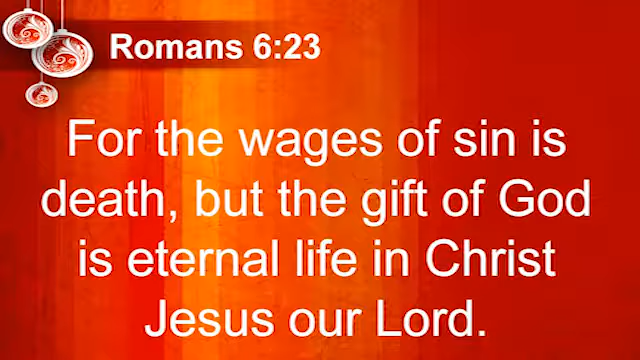 Romans 6:23
For the wages of sin is
death, but the gift of God
is eternal life in Christ
Jesus our Lord.